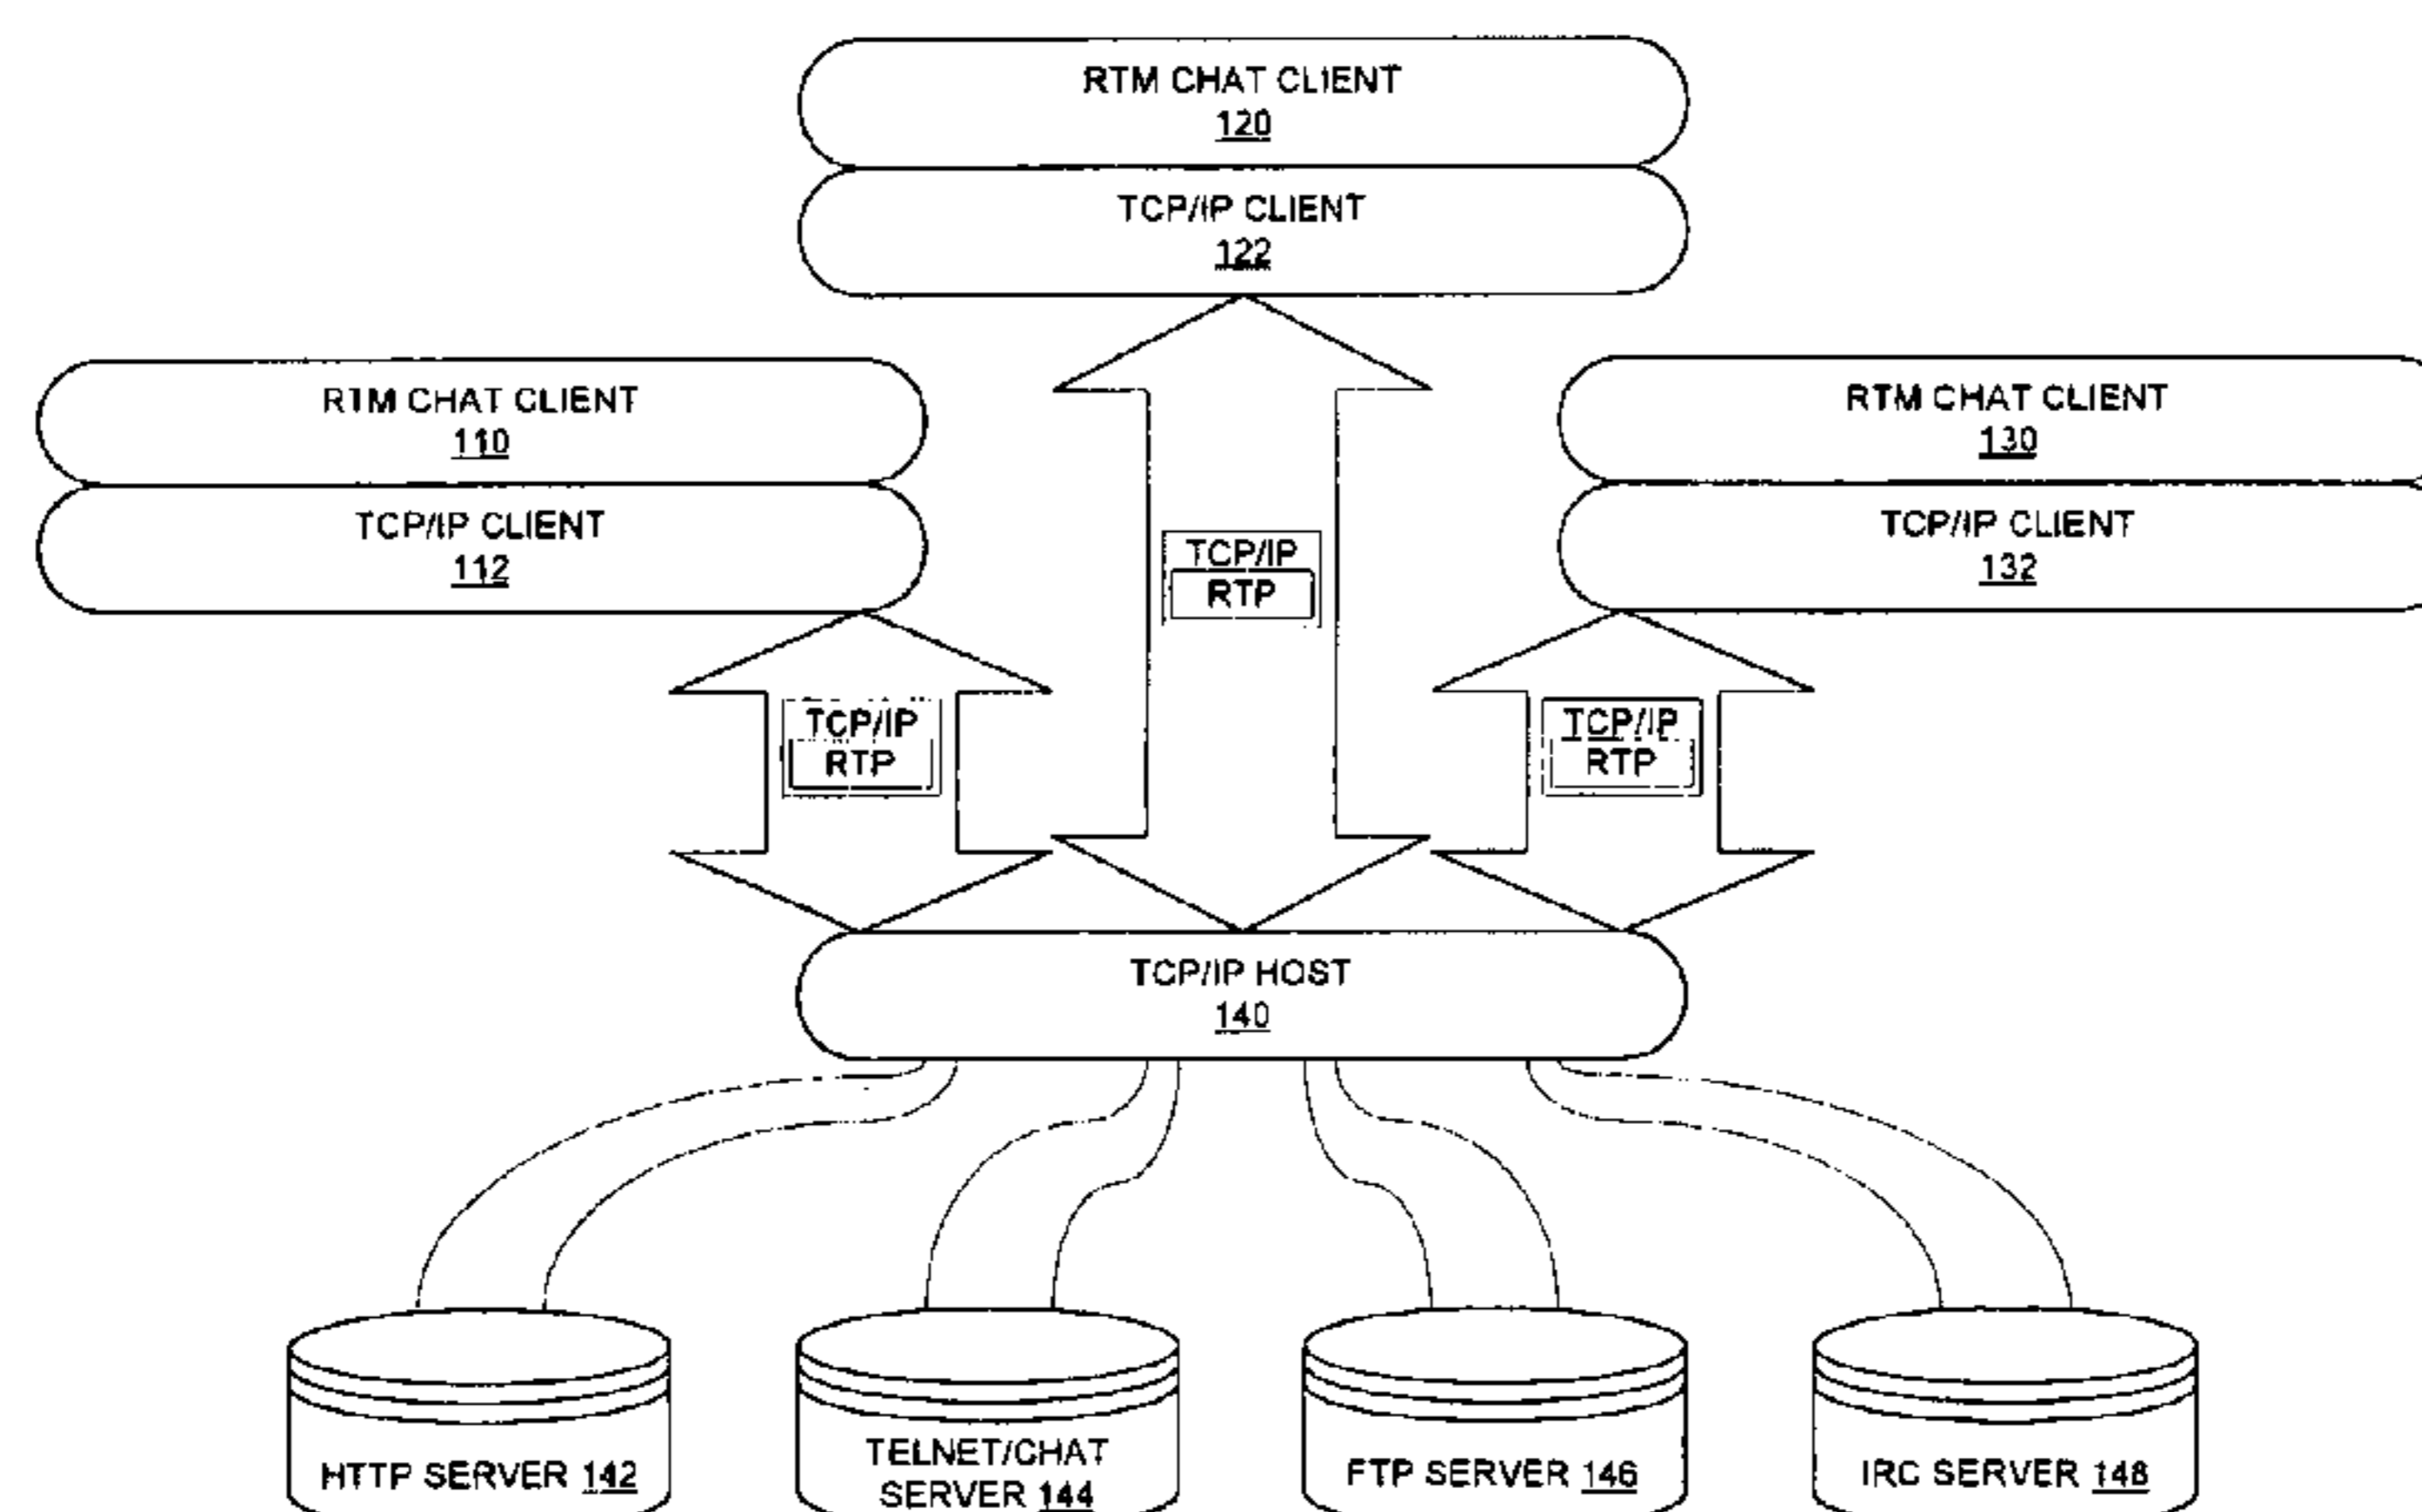 RTM CHAT CLIENT
120
TCP/IP CLIENT
122
RTM CHAT CLIENT
110
TCP/IP CLIENT
112
RTM CHAT CLIENT
130
TCP/IP CLIENT
132
TCP/IP
RTP
TCP/IP
RTP
TCP/IP
RTP
TCP/IP HOST
140
HTTP SERVER 142
TELNET/CHAT
SERVER 144
FTP SERVER 146
IRC SERVER 148